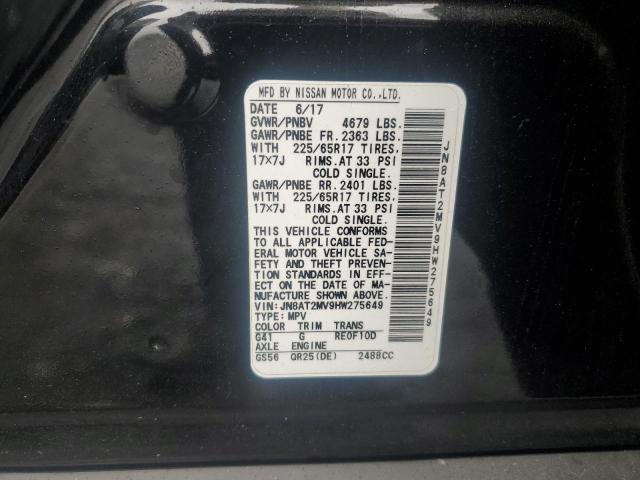 MFD BY NISSAN MOTOR CO.,LTD.
DATE 6/17
GVWR/PNBV 4679 LBS.
GAWR/PNBE FR. 2363 LBS.
WITH 225/65R17 TIRES,
17×7J RIMS.AT 33 PSI
COLD SINGLE.
GAWR/PNBE RR. 2401 LBS.
WITH 225/65R17 TIRES,
17×7J RIMS.AT 33 PSI
COLD SINGLE.
THIS VEHICLE CONFORMS
TO ALL APPLICABLE FED-
ERAL MOTOR VEHICLE SA-
FETY AND THEFT PREVEN-
TION STANDARDS IN EFF-
ECT ON THE DATE OF MA-
NUFACTURE SHOWN ABOVE.
VIN:JN8AT2MV9HW275649
TYPE:MPV
COLOR TRIM TRANS
G41 G RE0F10D
AXLE ENGINE
GS56 QR25(DE) 2488CC
JN8AT2MV9HW275649